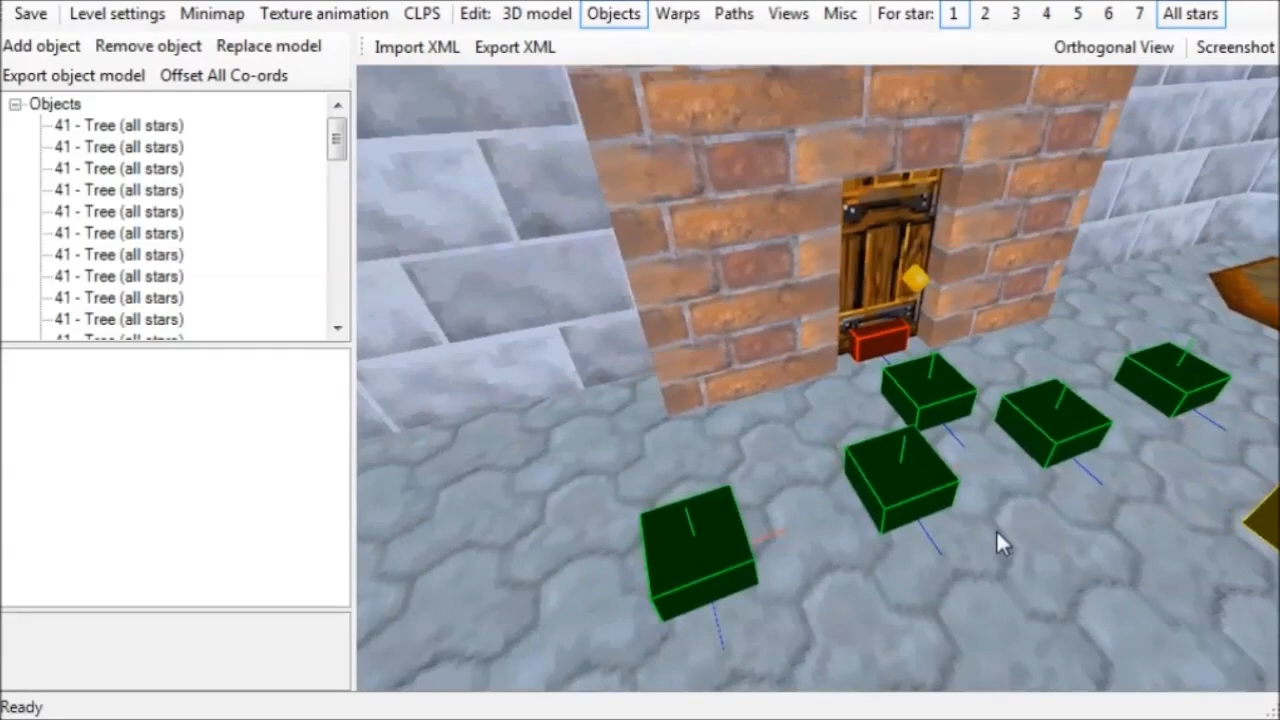 Save Level settings Minimap Texture animation CLPS Edit: 3D model Objects Warps Paths Views Misc For star: 1 2 3 4 5 6 7 All stars
Add object Remove object Replace model
Import XML Export XML Orthogonal View Screenshot
Export object model Offset All Co-ords
Objects
41 - Tree (all stars)
41 - Tree (all stars)
41 - Tree (all stars)
41 - Tree (all stars)
41 - Tree (all stars)
41 - Tree (all stars)
41 - Tree (all stars)
41 - Tree (all stars)
41 - Tree (all stars)
41 - Tree (all stars)
Ready